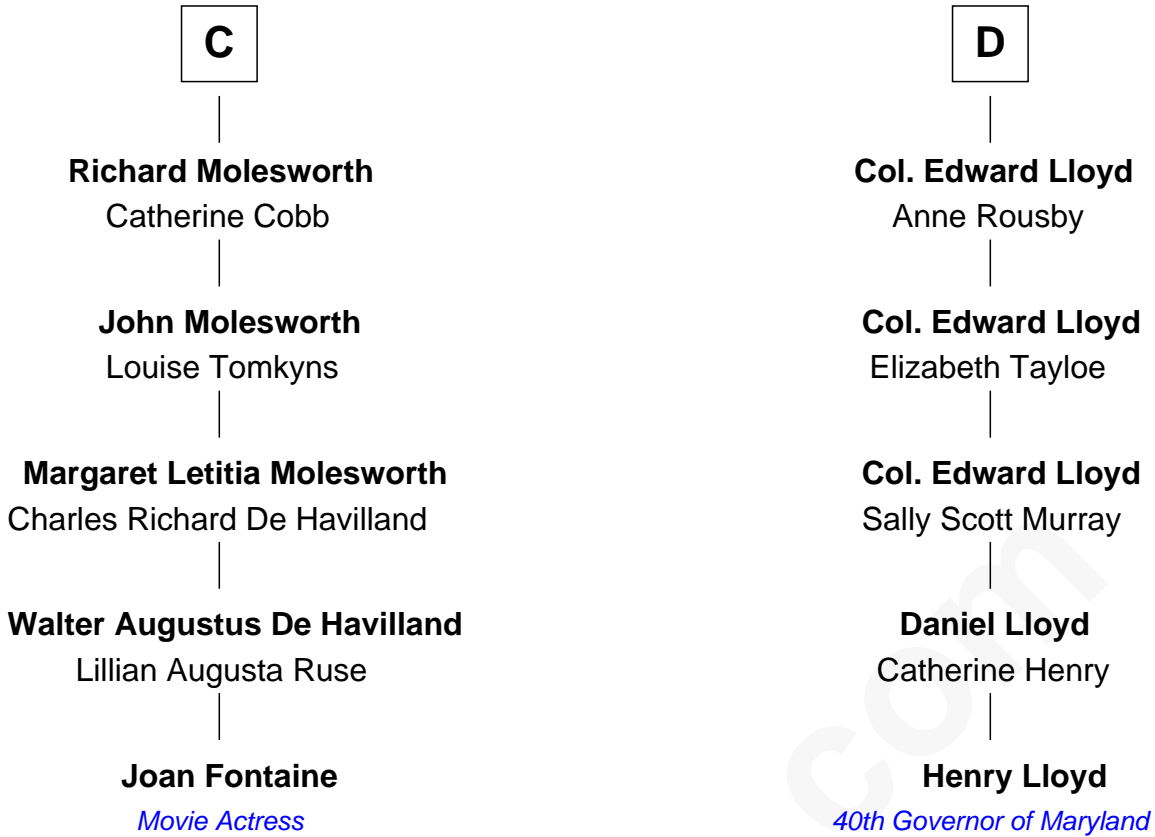 C
Richard Molesworth
Catherine Cobb
John Molesworth
Louise Tomkyns
Margaret Letitia Molesworth
Charles Richard De Havilland
Walter Augustus De Havilland
Lillian Augusta Ruse
Joan Fontaine
Movie Actress
D
Col. Edward Lloyd
Anne Rousby
Col. Edward Lloyd
Elizabeth Tayloe
Col. Edward Lloyd
Sally Scott Murray
Daniel Lloyd
Catherine Henry
Henry Lloyd
40th Governor of Maryland
com